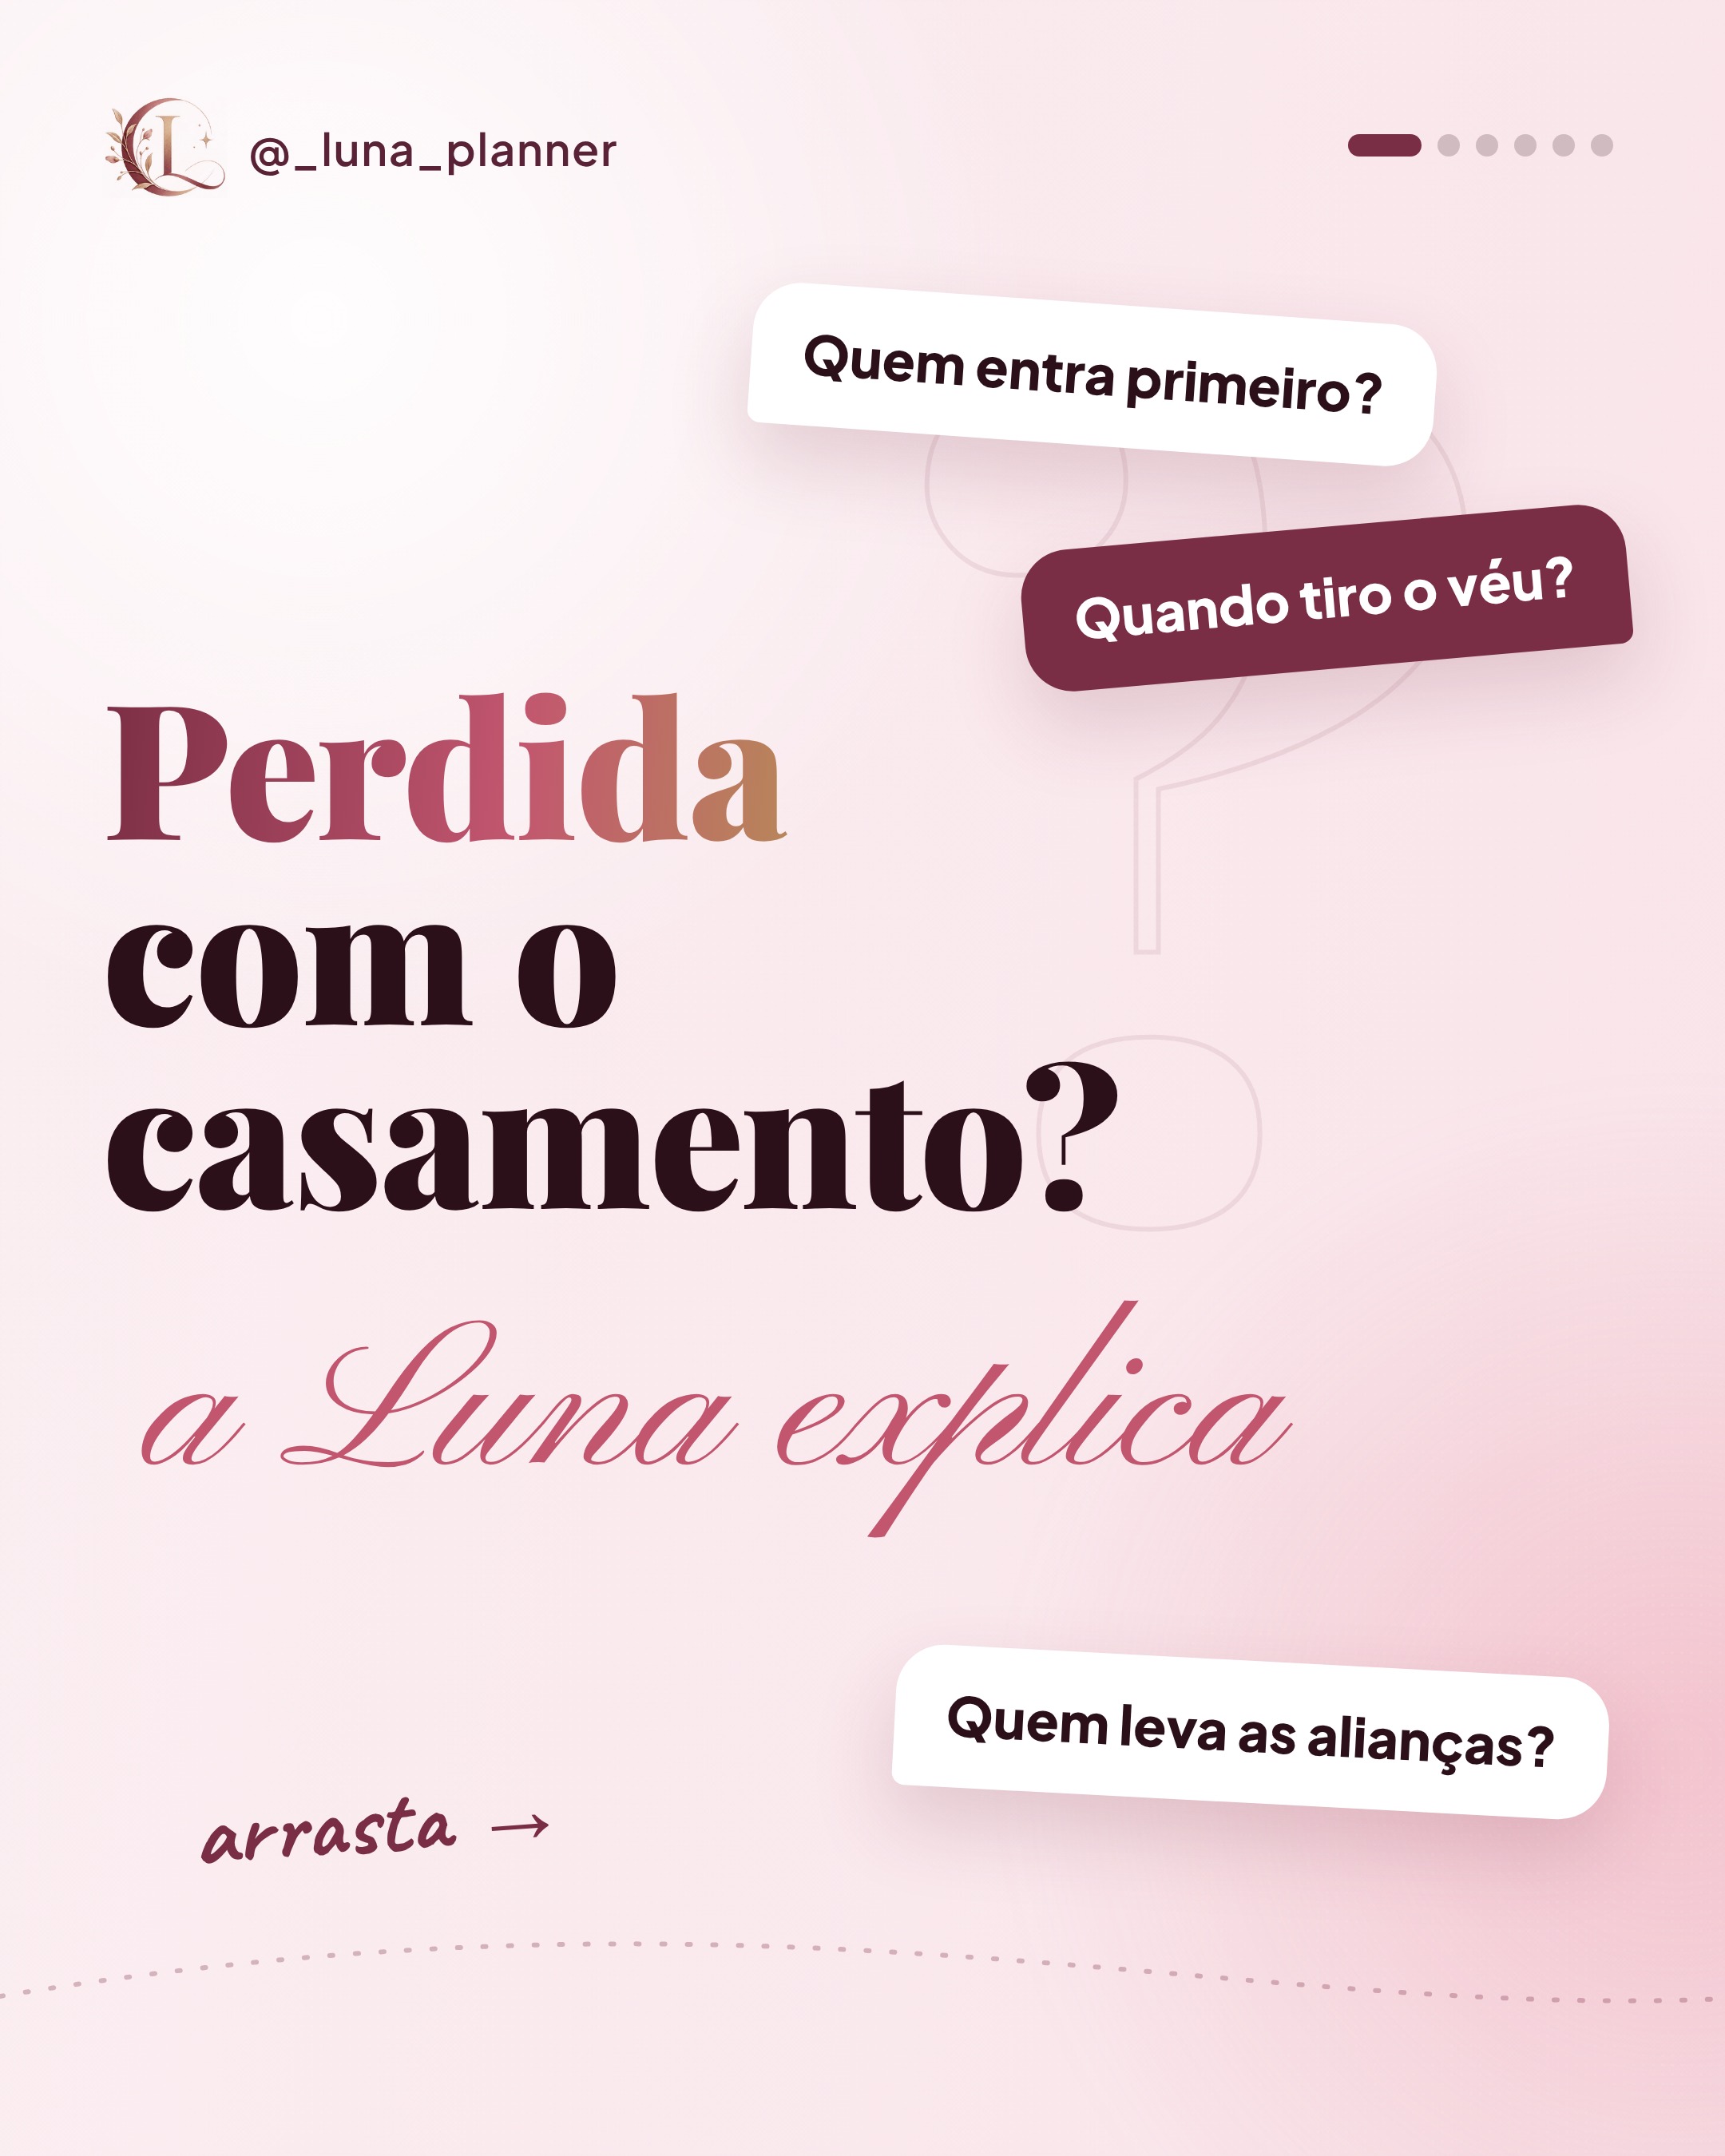 L
@_luna_planner
Quem entra primeiro?
Quando tiro o véu?
Perdida
com o
casamento?
a Luna explica
Quem leva as alianças?
arrasta →